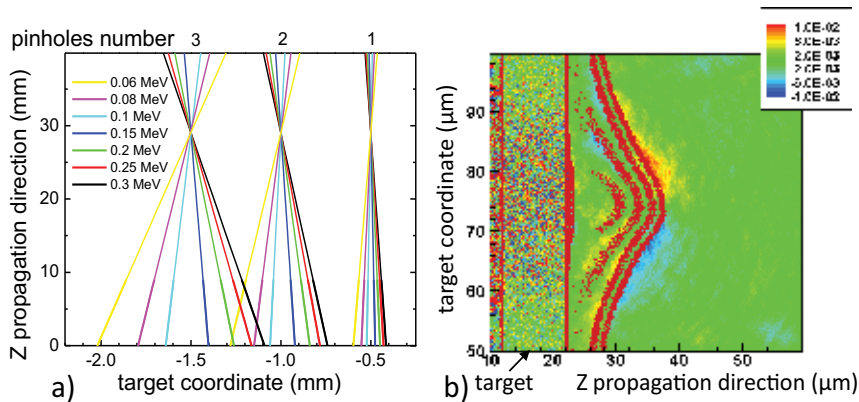 pinholes number 3 2 1
Z propagation direction (mm)
30
20
10
0
0.06 MeV
0.08 MeV
0.1 MeV
0.15 MeV
0.2 MeV
0.25 MeV
0.3 MeV
-2.0 -1.5 -1.0 -0.5
a) target coordinate (mm)
1.0E-02
target coordinate (µm)
90
80
70
60
50
10 20 30 40 50
b) target Z propagation direction (µm)